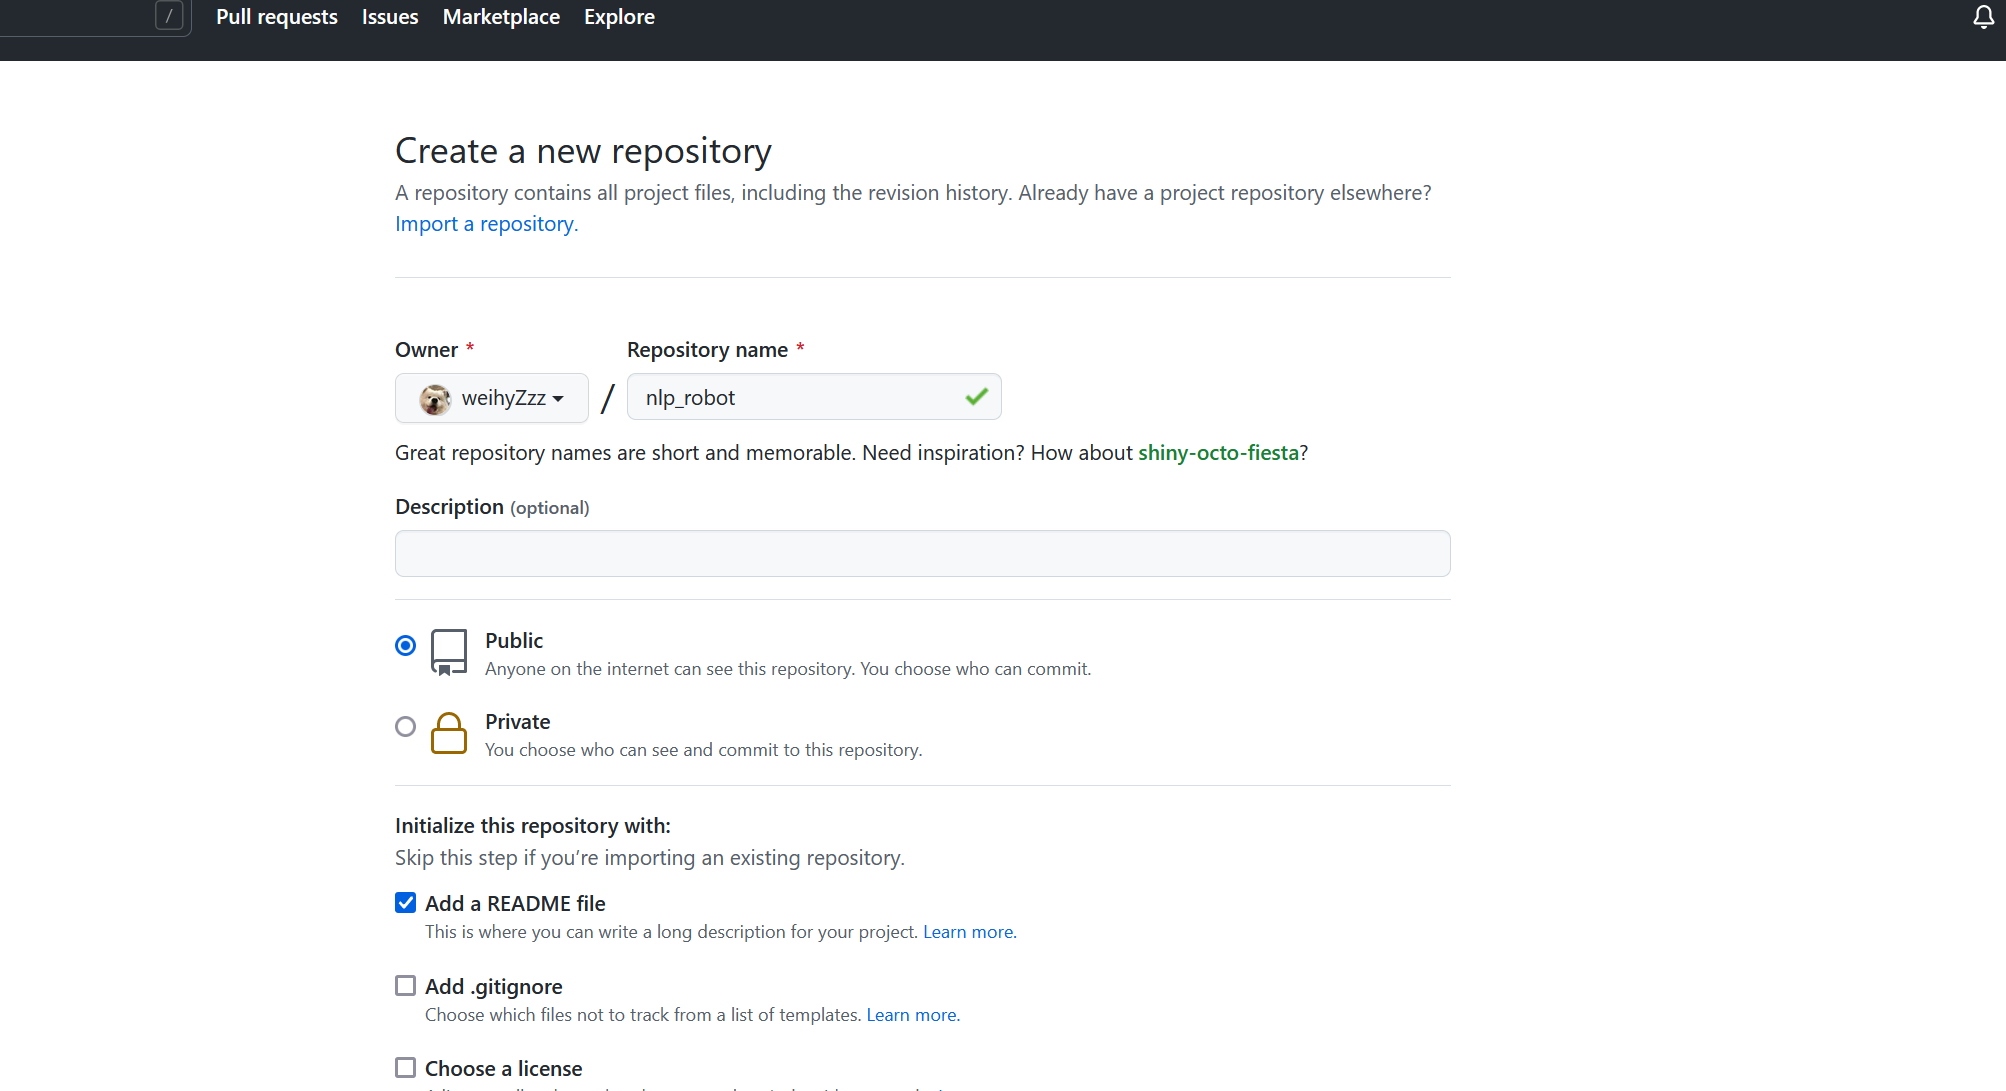 / Pull requests Issues Marketplace Explore
Create a new repository
A repository contains all project files, including the revision history. Already have a project repository elsewhere?
Import a repository.
Owner * Repository name *
weihyZzz / nlp_robot
Great repository names are short and memorable. Need inspiration? How about shiny-octo-fiesta?
Description (optional)
Public
Anyone on the internet can see this repository. You choose who can commit.
Private
You choose who can see and commit to this repository.
Initialize this repository with:
Skip this step if you’re importing an existing repository.
Add a README file
This is where you can write a long description for your project. Learn more.
Add .gitignore
Choose which files not to track from a list of templates. Learn more.
Choose a license